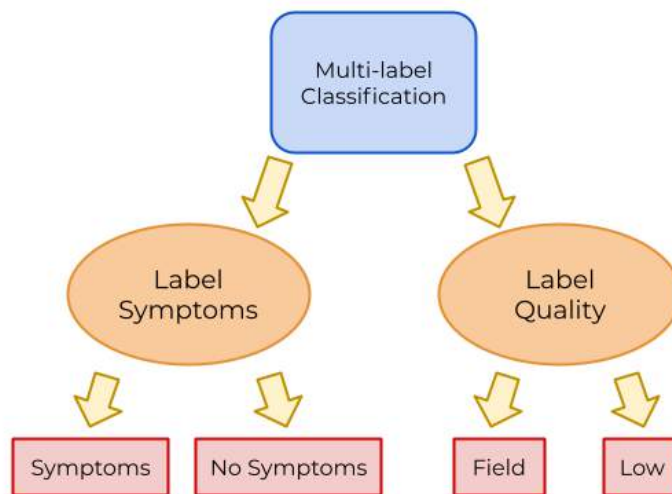 Multi-label
Classification
Label
Symptoms
Label
Quality
Symptoms
No Symptoms
Field
Low